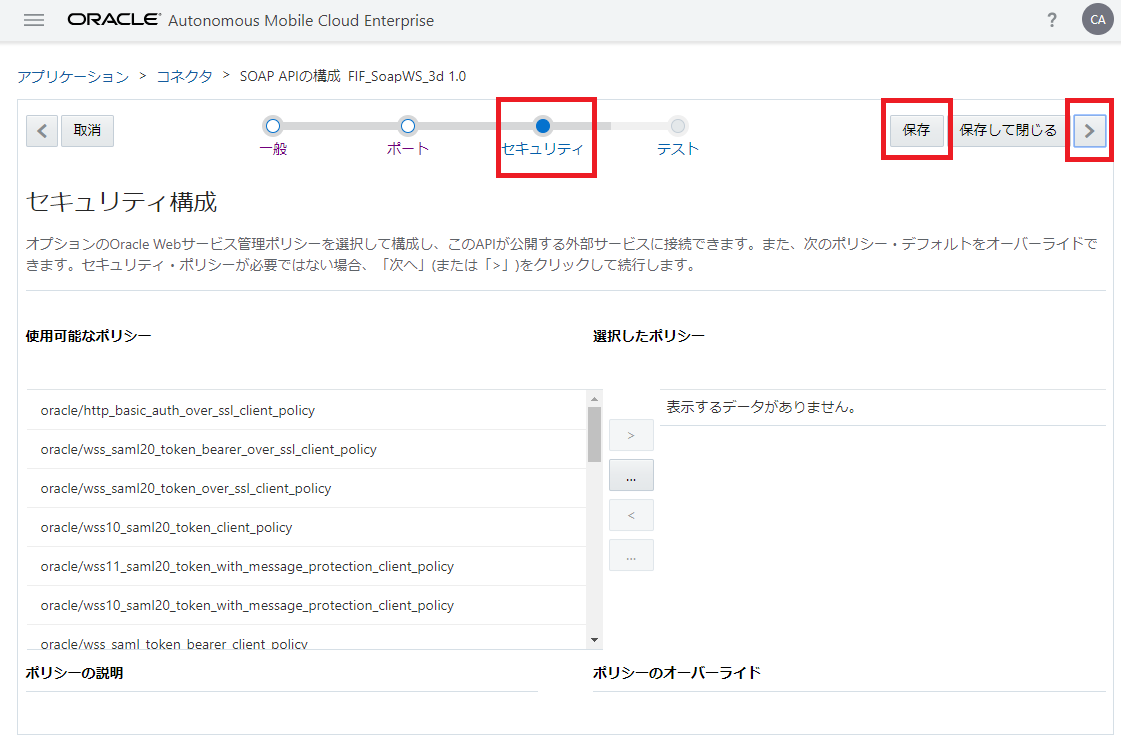 ORACLE Autonomous Mobile Cloud Enterprise ? CA
アプリケーション > コネクタ > SOAP APIの構成 FIF_SoapWS_3d 1.0
< 取消
一般 ポート セキュリティ テスト
保存 保存して閉じる >
セキュリティ構成
オプションのOracle Webサービス管理ポリシーを選択して構成し、このAPIが公開する外部サービスに接続できます。また、次のポリシー・デフォルトをオーバーライドで
きます。セキュリティ・ポリシーが必要ではない場合、「次へ」(または「>」)をクリックして続行します。
使用可能なポリシー
選択したポリシー
oracle/http_basic_auth_over_ssl_client_policy
oracle/wss_saml20_token_bearer_over_ssl_client_policy
oracle/wss_saml20_token_over_ssl_client_policy
oracle/wss10_saml20_token_client_policy
oracle/wss11_saml20_token_with_message_protection_client_policy
oracle/wss10_saml20_token_with_message_protection_client_policy
oracle/wss_saml_token_bearer_client_policy
>
...
<
...
表示するデータがありません。
ポリシーの説明
ポリシーのオーバーライド